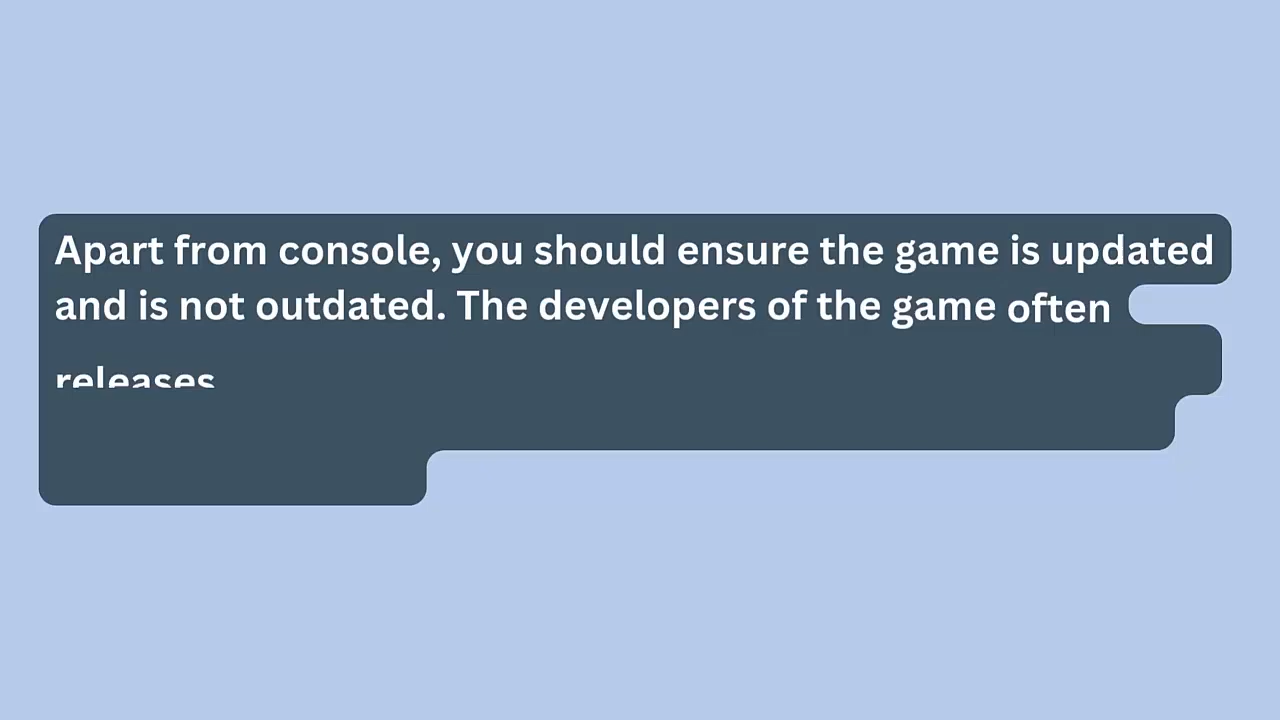 Apart from console, you should ensure the game is updated
and is not outdated. The developers of the game often
releases